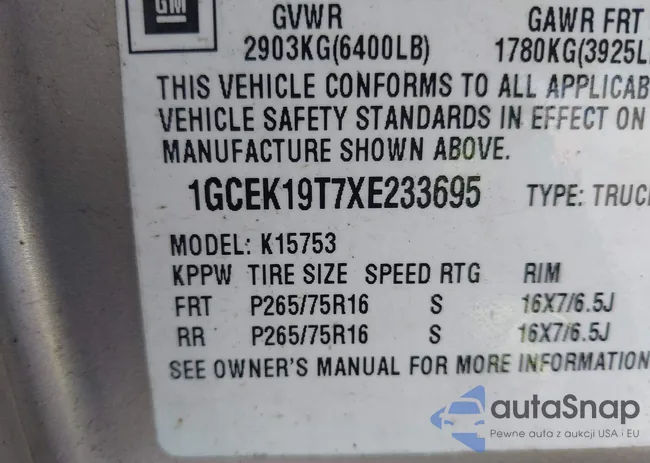 GM
GVWR GAWR FRT
2903KG(6400LB) 1780KG(3925L
THIS VEHICLE CONFORMS TO ALL APPLICAB
VEHICLE SAFETY STANDARDS IN EFFECT ON
MANUFACTURE SHOWN ABOVE.
1GCEK19T7XE233695 TYPE: TRUC
MODEL: K15753
KPPW TIRE SIZE SPEED RTG RIM
FRT P265/75R16 S 16X7/6.5J
RR P265/75R16 S 16X7/6.5J
SEE OWNER'S MANUAL FOR MORE INFORMATION
autaSnap
Pewne auta z aukcji USA i EU